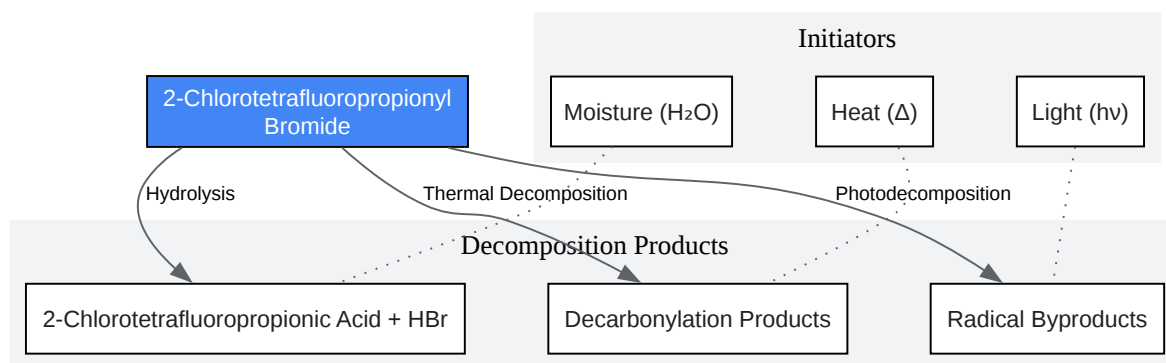 Initiators
2-Chlorotetrafluoropropionyl
Bromide
Moisture (H₂O)
Heat (Δ)
Light (hν)
Hydrolysis
Thermal Decomposition
Photodecomposition
Decomposition Products
2-Chlorotetrafluoropropionic Acid + HBr
Decarbonylation Products
Radical Byproducts